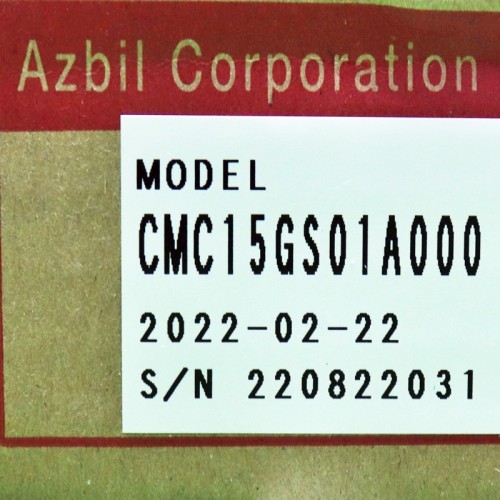 Azbil Corporation
MODEL
CMC15GS01A000
2022-02-22
S/N 220822031